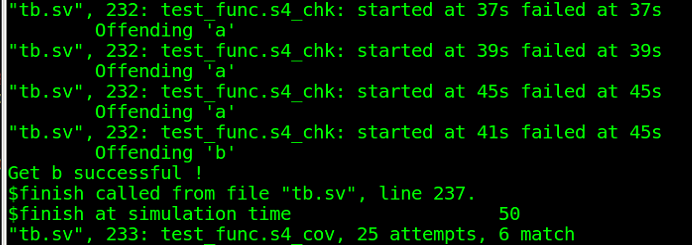 "tb.sv", 232: test_func.s4_chk: started at 37s failed at 37s
Offending 'a'
"tb.sv", 232: test_func.s4_chk: started at 39s failed at 39s
Offending 'a'
"tb.sv", 232: test_func.s4_chk: started at 45s failed at 45s
Offending 'a'
"tb.sv", 232: test_func.s4_chk: started at 41s failed at 45s
Offending 'b'
Get b successful !
$finish called from file "tb.sv", line 237.
$finish at simulation time 50
"tb.sv", 233: test_func.s4_cov, 25 attempts, 6 match